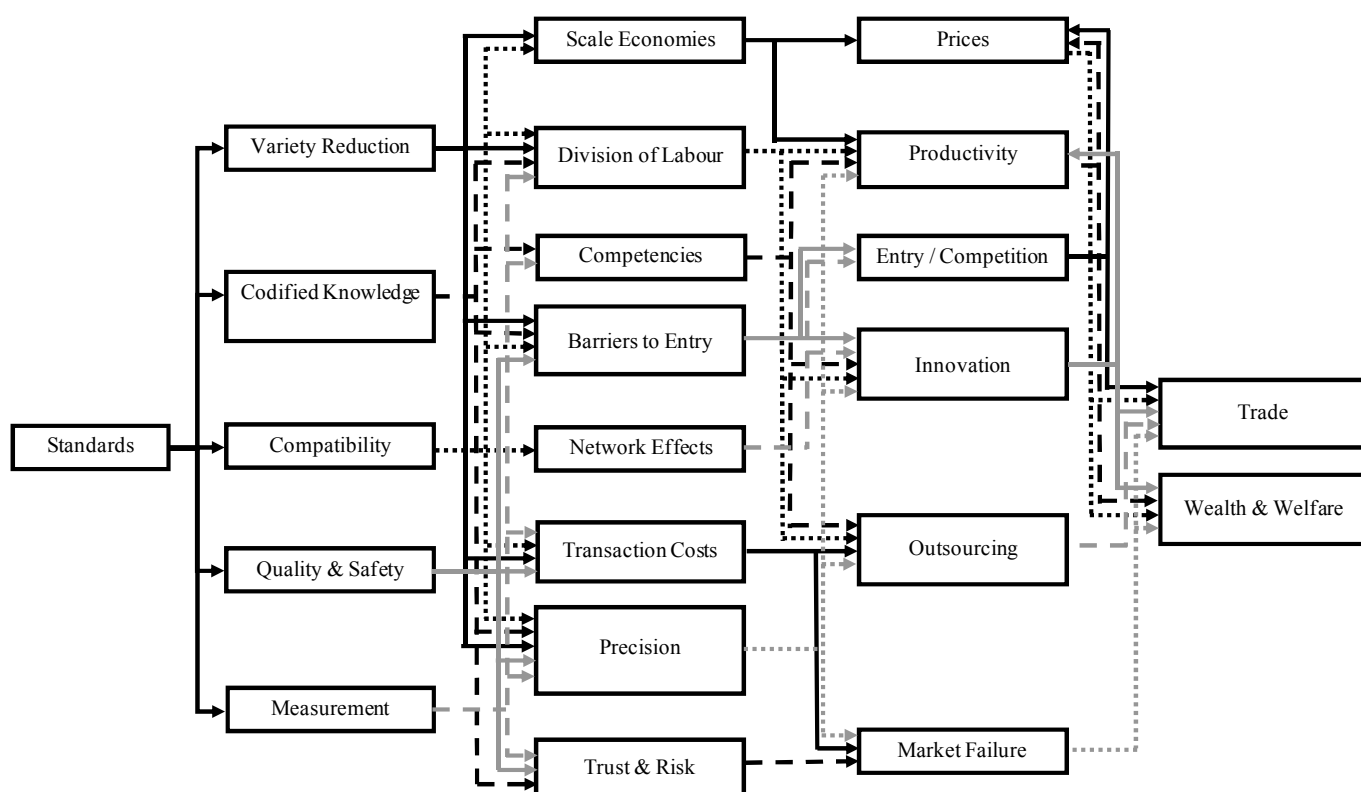 Scale Economies
Prices
Variety Reduction
Division of Labour
Productivity
Competencies
Entry / Competition
Codified Knowledge
Barriers to Entry
Innovation
Trade
Standards
Compatibility
Network Effects
Wealth & Welfare
Quality & Safety
Transaction Costs
Outsourcing
Precision
Measurement
Trust & Risk
Market Failure